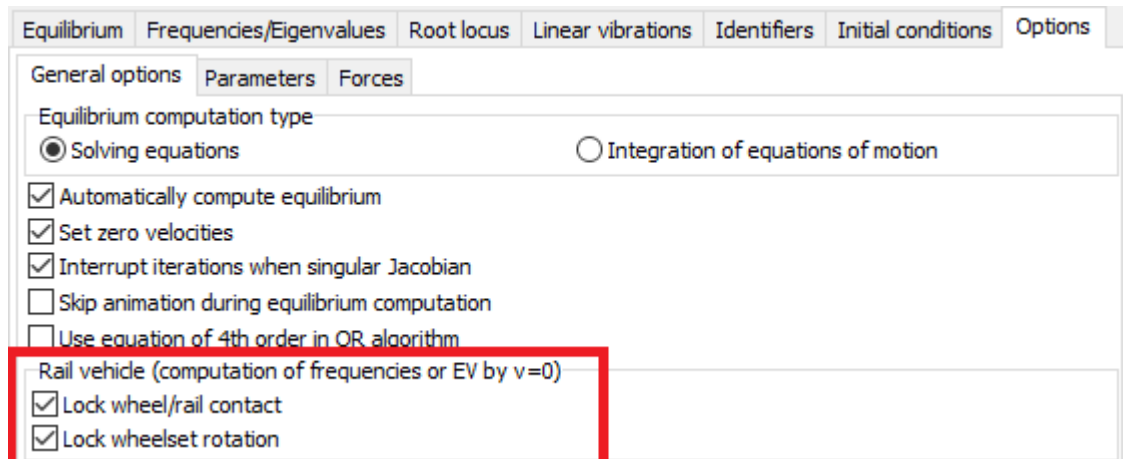 Equilibrium Frequencies/Eigenvalues Root locus Linear vibrations Identifiers Initial conditions Options
General options Parameters Forces
Equilibrium computation type
Solving equations Integration of equations of motion
Automatically compute equilibrium
Set zero velocities
Interrupt iterations when singular Jacobian
Skip animation during equilibrium computation
Use equation of 4th order in QR algorithm
Rail vehicle (computation of frequencies or EV by v=0)
Lock wheel/rail contact
Lock wheelset rotation